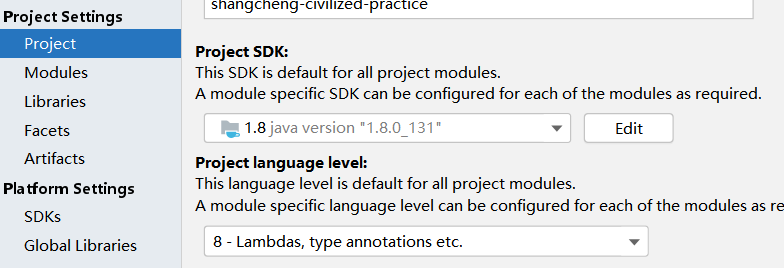 Project Settings
Project
Modules
Libraries
Facets
Artifacts
Platform Settings
SDKs
Global Libraries
shangcheng-civilized-practice
Project SDK:
This SDK is default for all project modules.
A module specific SDK can be configured for each of the modules as required.
1.8 java version "1.8.0_131"
Edit
Project language level:
This language level is default for all project modules.
A module specific language level can be configured for each of the modules as re
8 - Lambdas, type annotations etc.